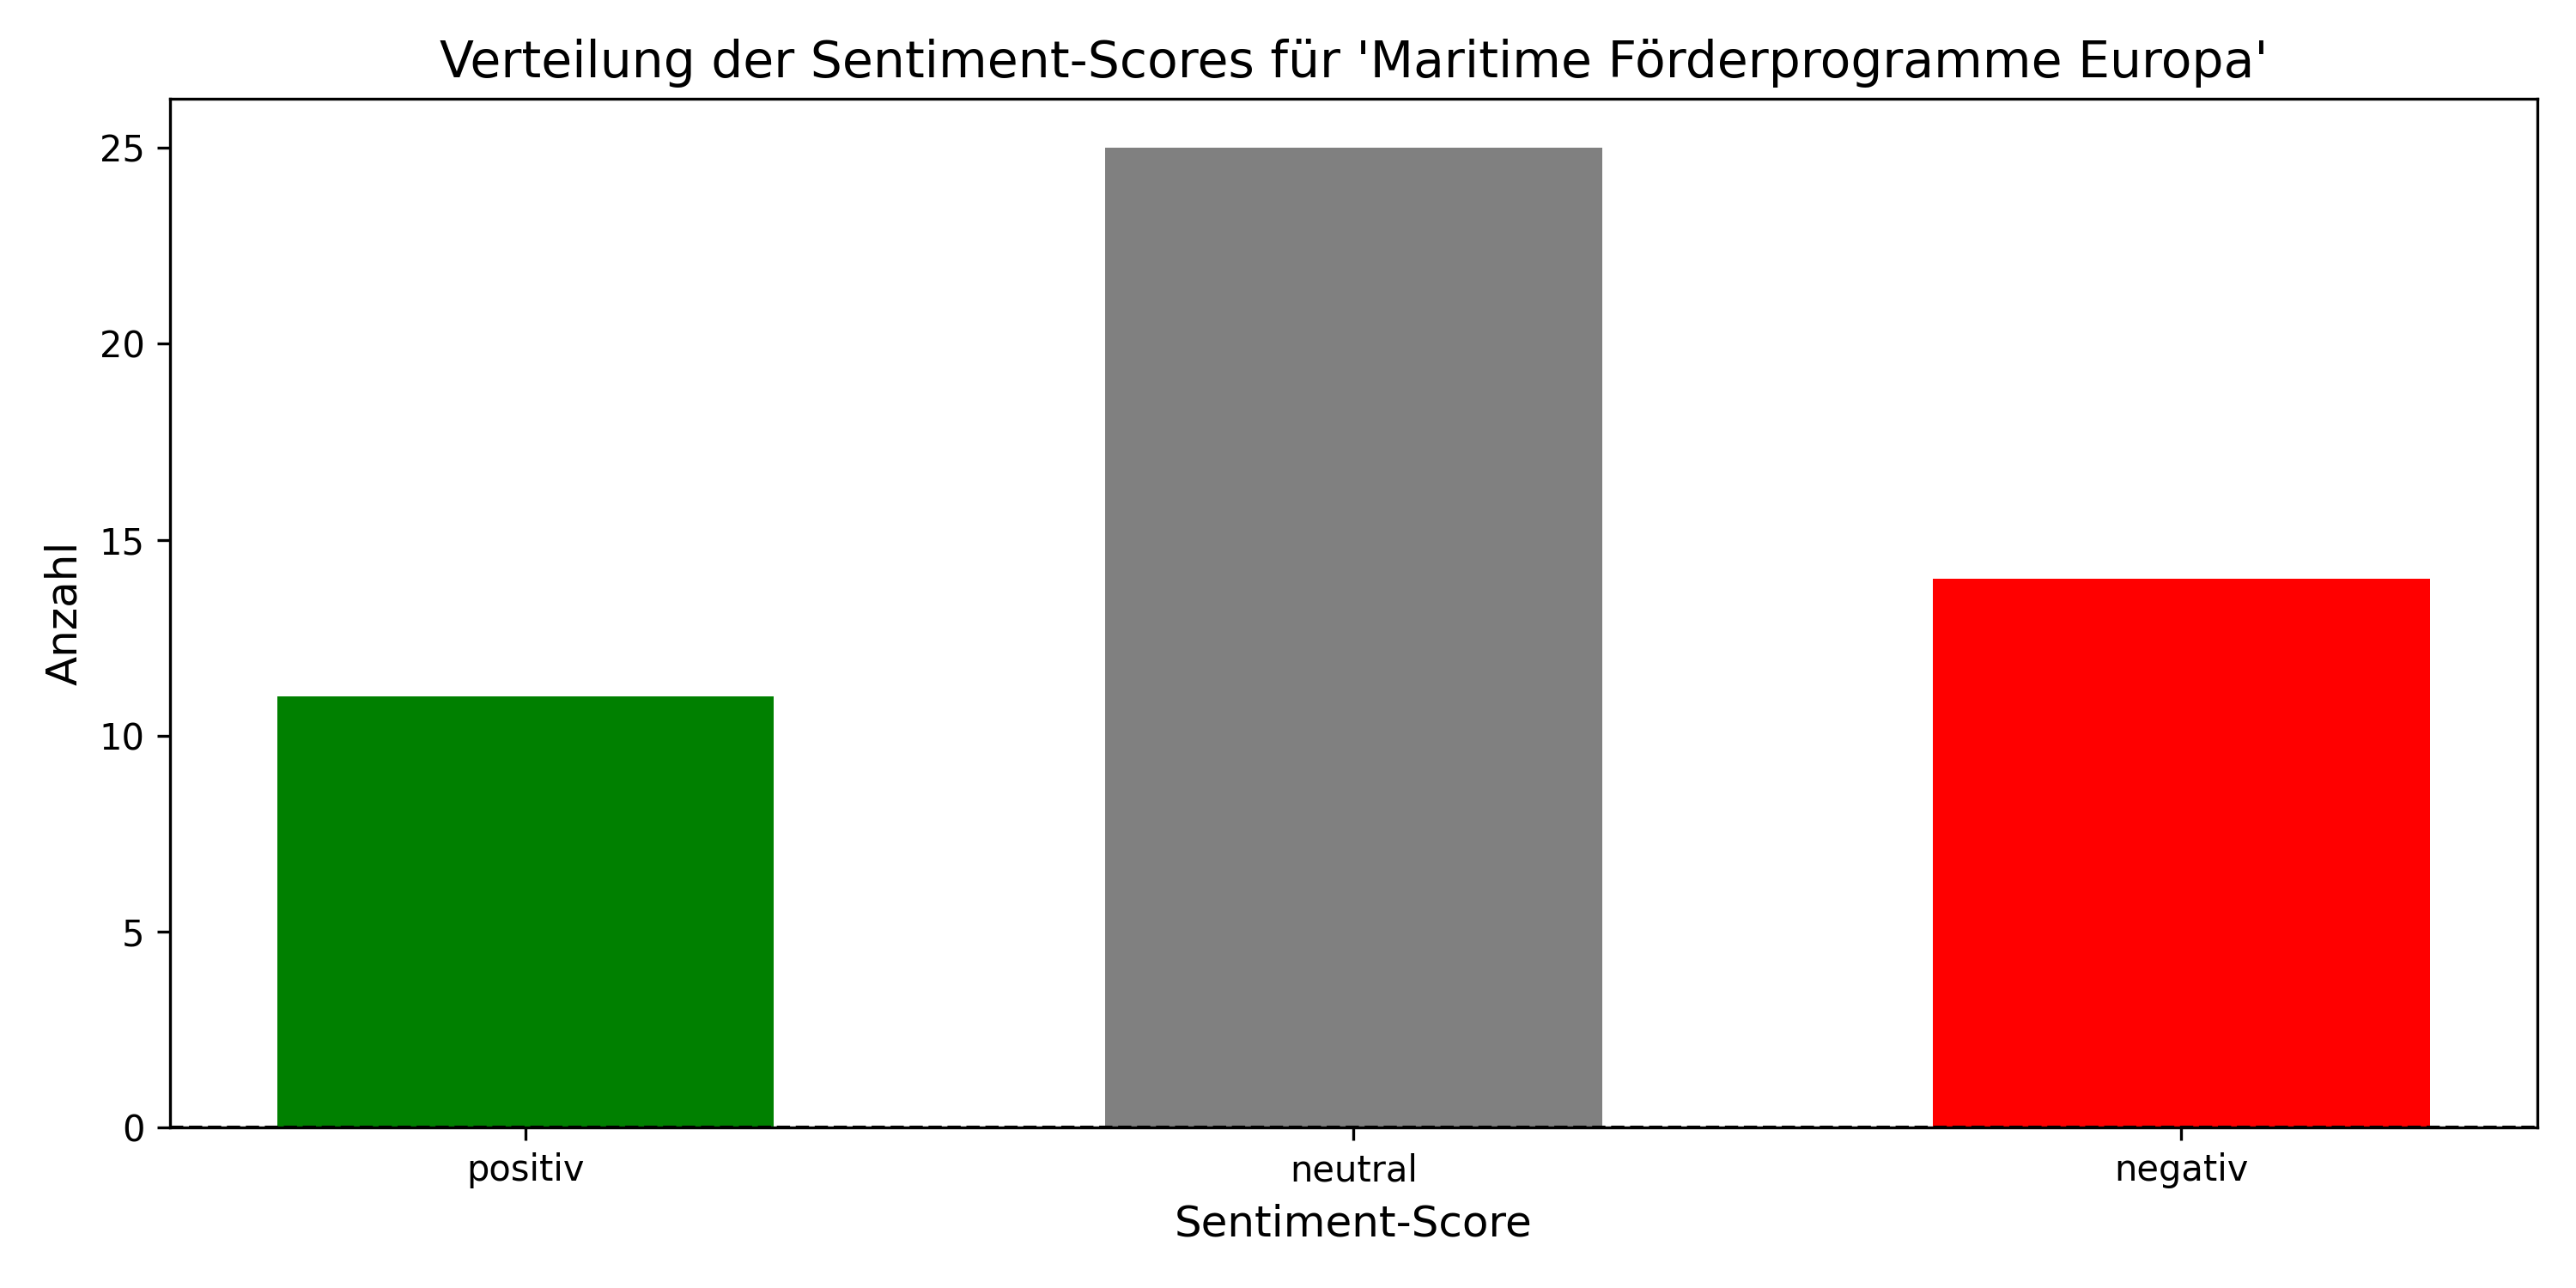 Verteilung der Sentiment-Scores für 'Maritime Förderprogramme Europa'
Anzahl
25
20
15
10
5
0
positiv neutral negativ
Sentiment-Score